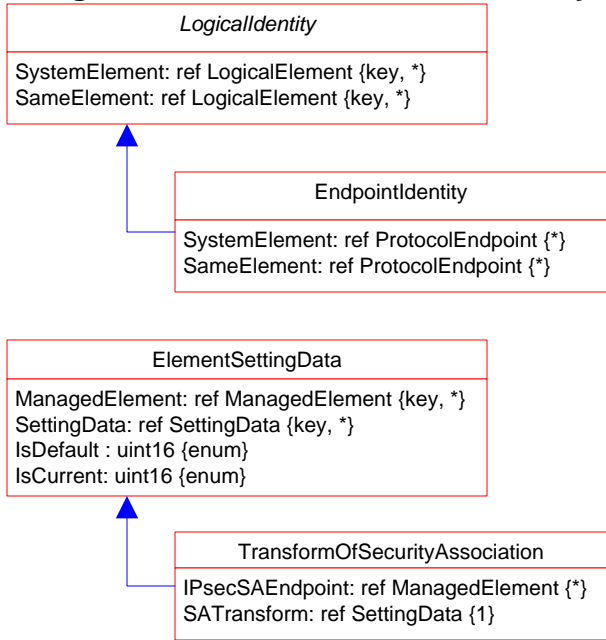 LogicalIdentity
SystemElement: ref LogicalElement {key, *}
SameElement: ref LogicalElement {key, *}
EndpointIdentity
SystemElement: ref ProtocolEndpoint {*}
SameElement: ref ProtocolEndpoint {*}
ElementSettingData
ManagedElement: ref ManagedElement {key, *}
SettingData: ref SettingData {key, *}
IsDefault : uint16 {enum}
IsCurrent: uint16 {enum}
TransformOfSecurityAssociation
IPsecSAEndpoint: ref ManagedElement {*}
SATransform: ref SettingData {1}